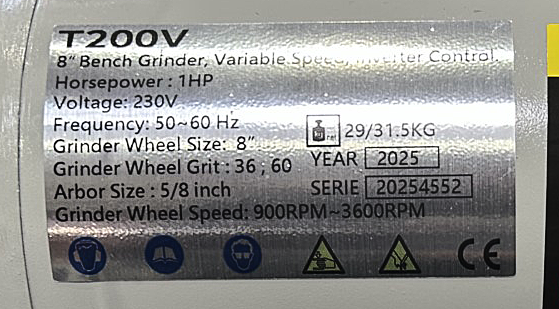 T200V
8" Bench Grinder, Variable Speed, Inverter Control.
Horsepower : 1HP
Voltage: 230V
Frequency: 50~60 Hz
Grinder Wheel Size: 8"
29/31.5KG
Grinder Wheel Grit : 36 ; 60
YEAR 2025
Arbor Size : 5/8 inch
SERIE 20254552
Grinder Wheel Speed: 900RPM~3600RPM
CE